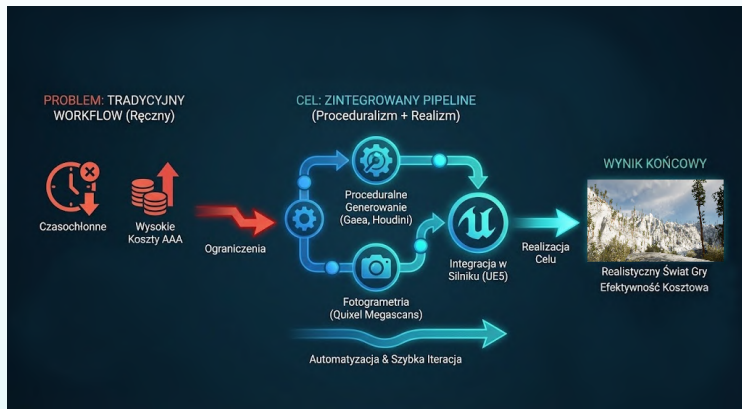 PROBLEM: TRADYCYJNY
WORKFLOW (Ręczny)
Czasochłonne
Wysokie
Koszty AAA
Ograniczenia
CEL: ZINTEGROWANY PIPELINE
(Proceduralizm + Realizm)
Proceduralne
Generowanie
(Gaea, Houdini)
Fotogrametria
(Quixel Megascans)
Integracja w
Silniku (UE5)
Automatyzacja & Szybka Iteracja
Realizacja
Celu
WYNIK KOŃCOWY
Realistyczny Świat Gry
Efektywność Kosztowa